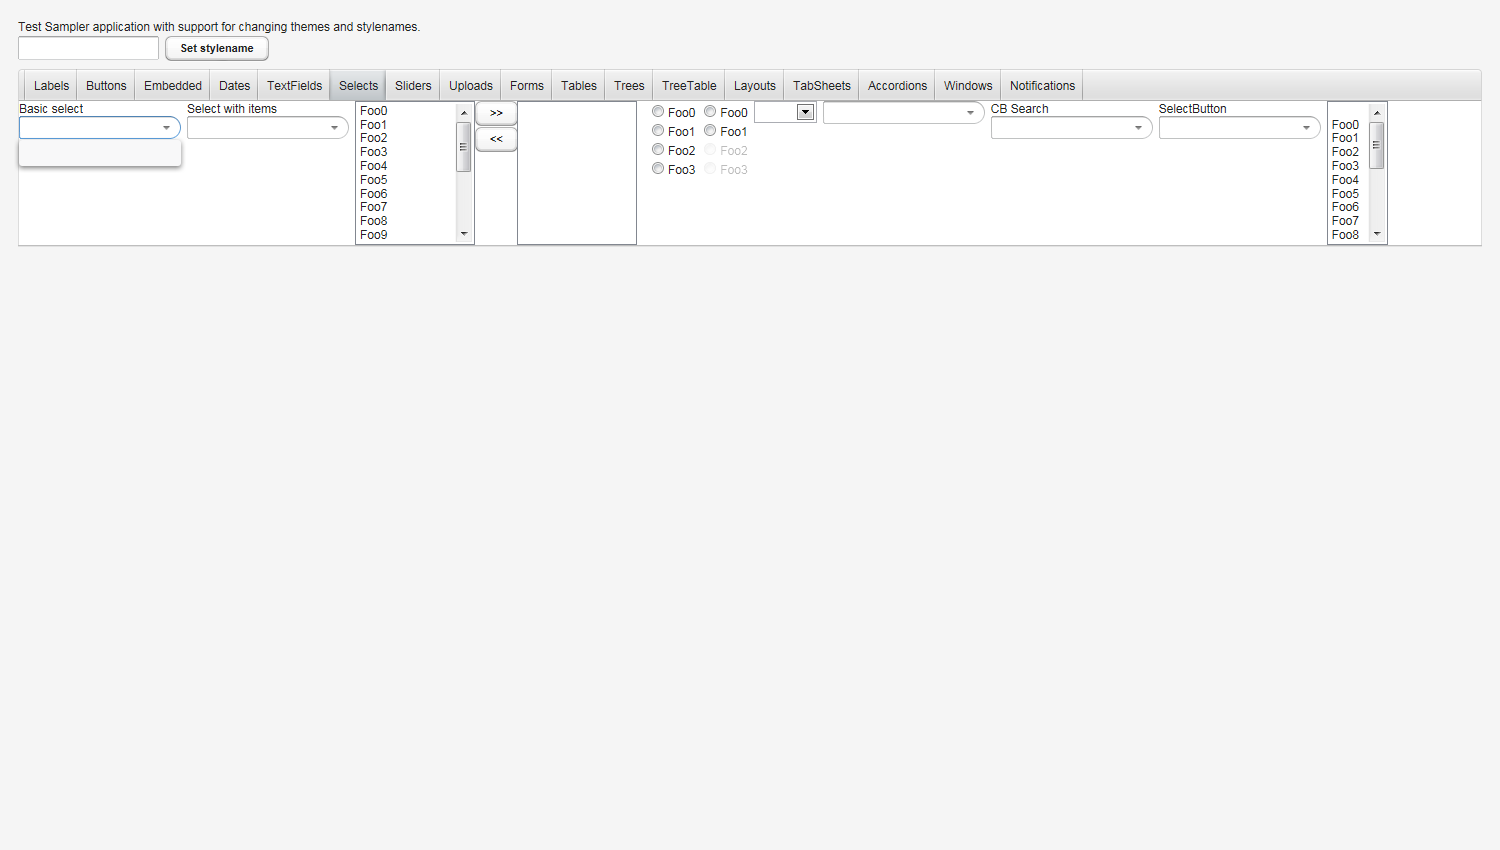 Test Sampler application with support for changing themes and stylenames.
Set stylename
Labels Buttons Embedded Dates TextFields Selects Sliders Uploads Forms Tables Trees TreeTable Layouts TabSheets Accordions Windows Notifications
Basic select
Select with items
Foo0
Foo1
Foo2
Foo3
Foo4
Foo5
Foo6
Foo7
Foo8
Foo9
>>
<<
Foo0
Foo1
Foo2
Foo3
Foo0
Foo1
Foo2
Foo3
CB Search
SelectButton
Foo0
Foo1
Foo2
Foo3
Foo4
Foo5
Foo6
Foo7
Foo8